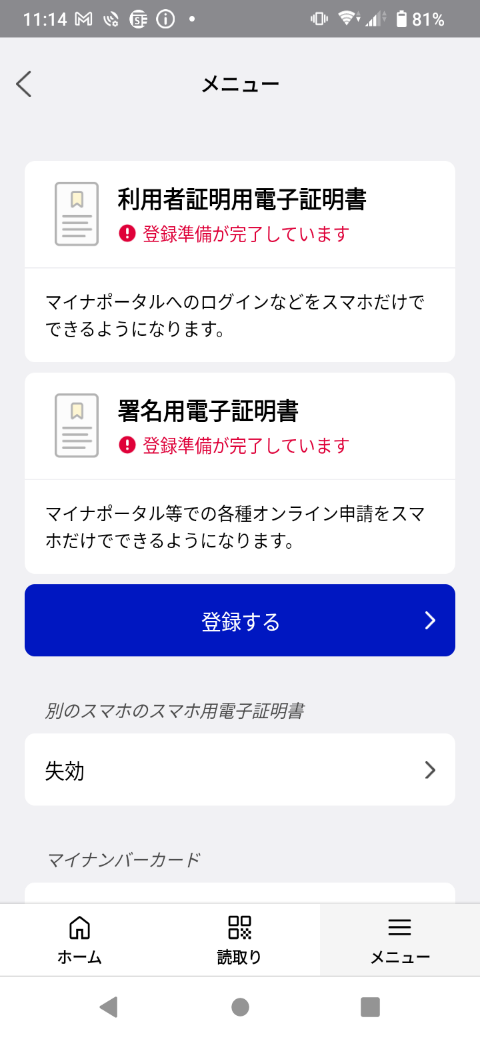 11:14 81%
メニュー
利用者証明用電子証明書
登録準備が完了しています
マイナポータルへのログインなどをスマホだけで
できるようになります。
署名用電子証明書
登録準備が完了しています
マイナポータル等での各種オンライン申請をスマ
ホだけでできるようになります。
登録する
別のスマホのスマホ用電子証明書
失効
マイナンバーカード
ホーム 読取り メニュー